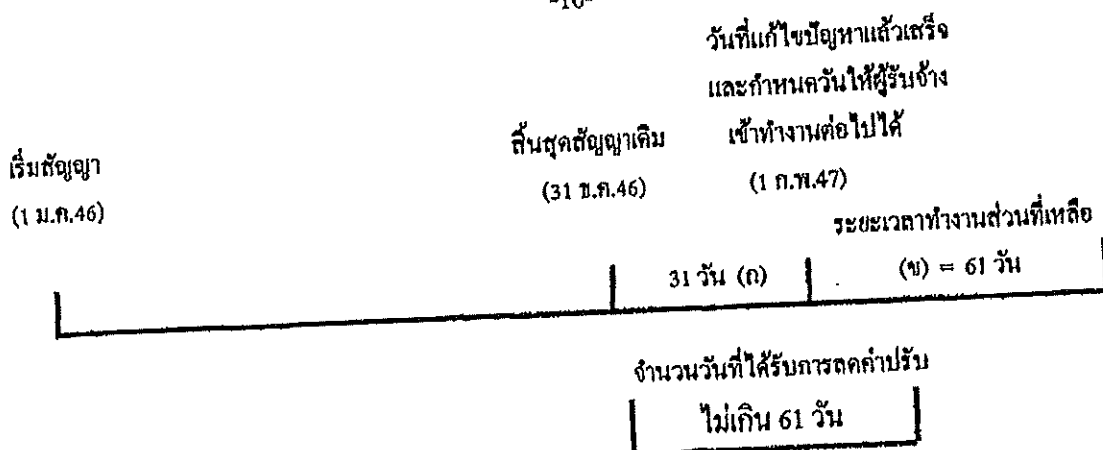 -10-
วันที่แก้ไขปัญหาแล้วเสร็จ
และกำหนดวันให้ผู้รับจ้าง
เข้าทำงานต่อไปได้
(1 ก.พ.47)
สิ้นสุดสัญญาเดิม
(31 ธ.ค.46)
เริ่มสัญญา
(1 ม.ค.46)
ระยะเวลาทำงานส่วนที่เหลือ
31 วัน (ก)
(ข) = 61 วัน
จำนวนวันที่ได้รับการลดค่าปรับ
ไม่เกิน 61 วัน